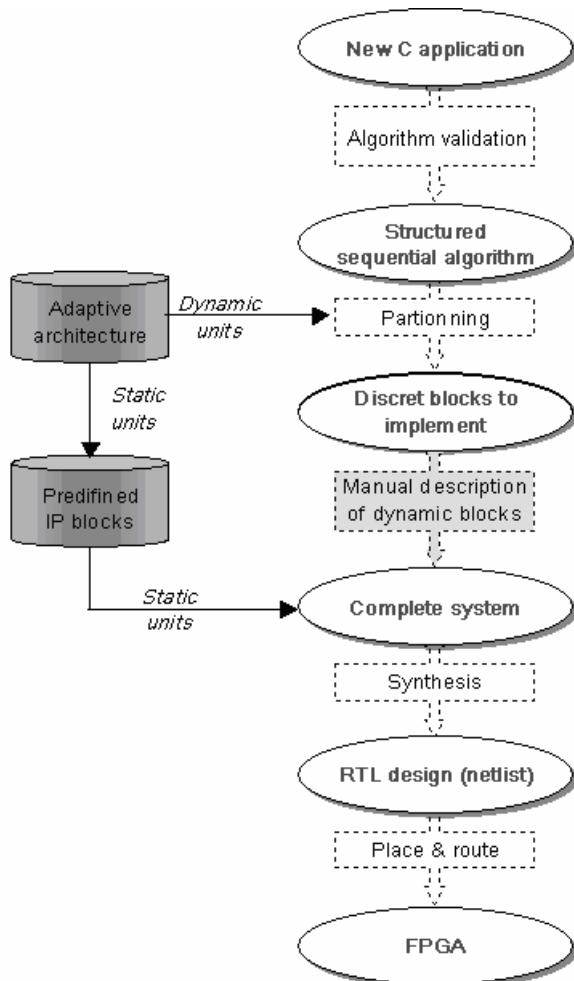 New C application
Algorithm validation
Structured
sequential algorithm
Adaptive
architecture
Dynamic
units
Partionning
Static
units
Discret blocks to
implement
Predifined
IP blocks
Manual description
of dynamic blocks
Static
units
Complete system
Synthesis
RTL design (netlist)
Place & route
FPGA